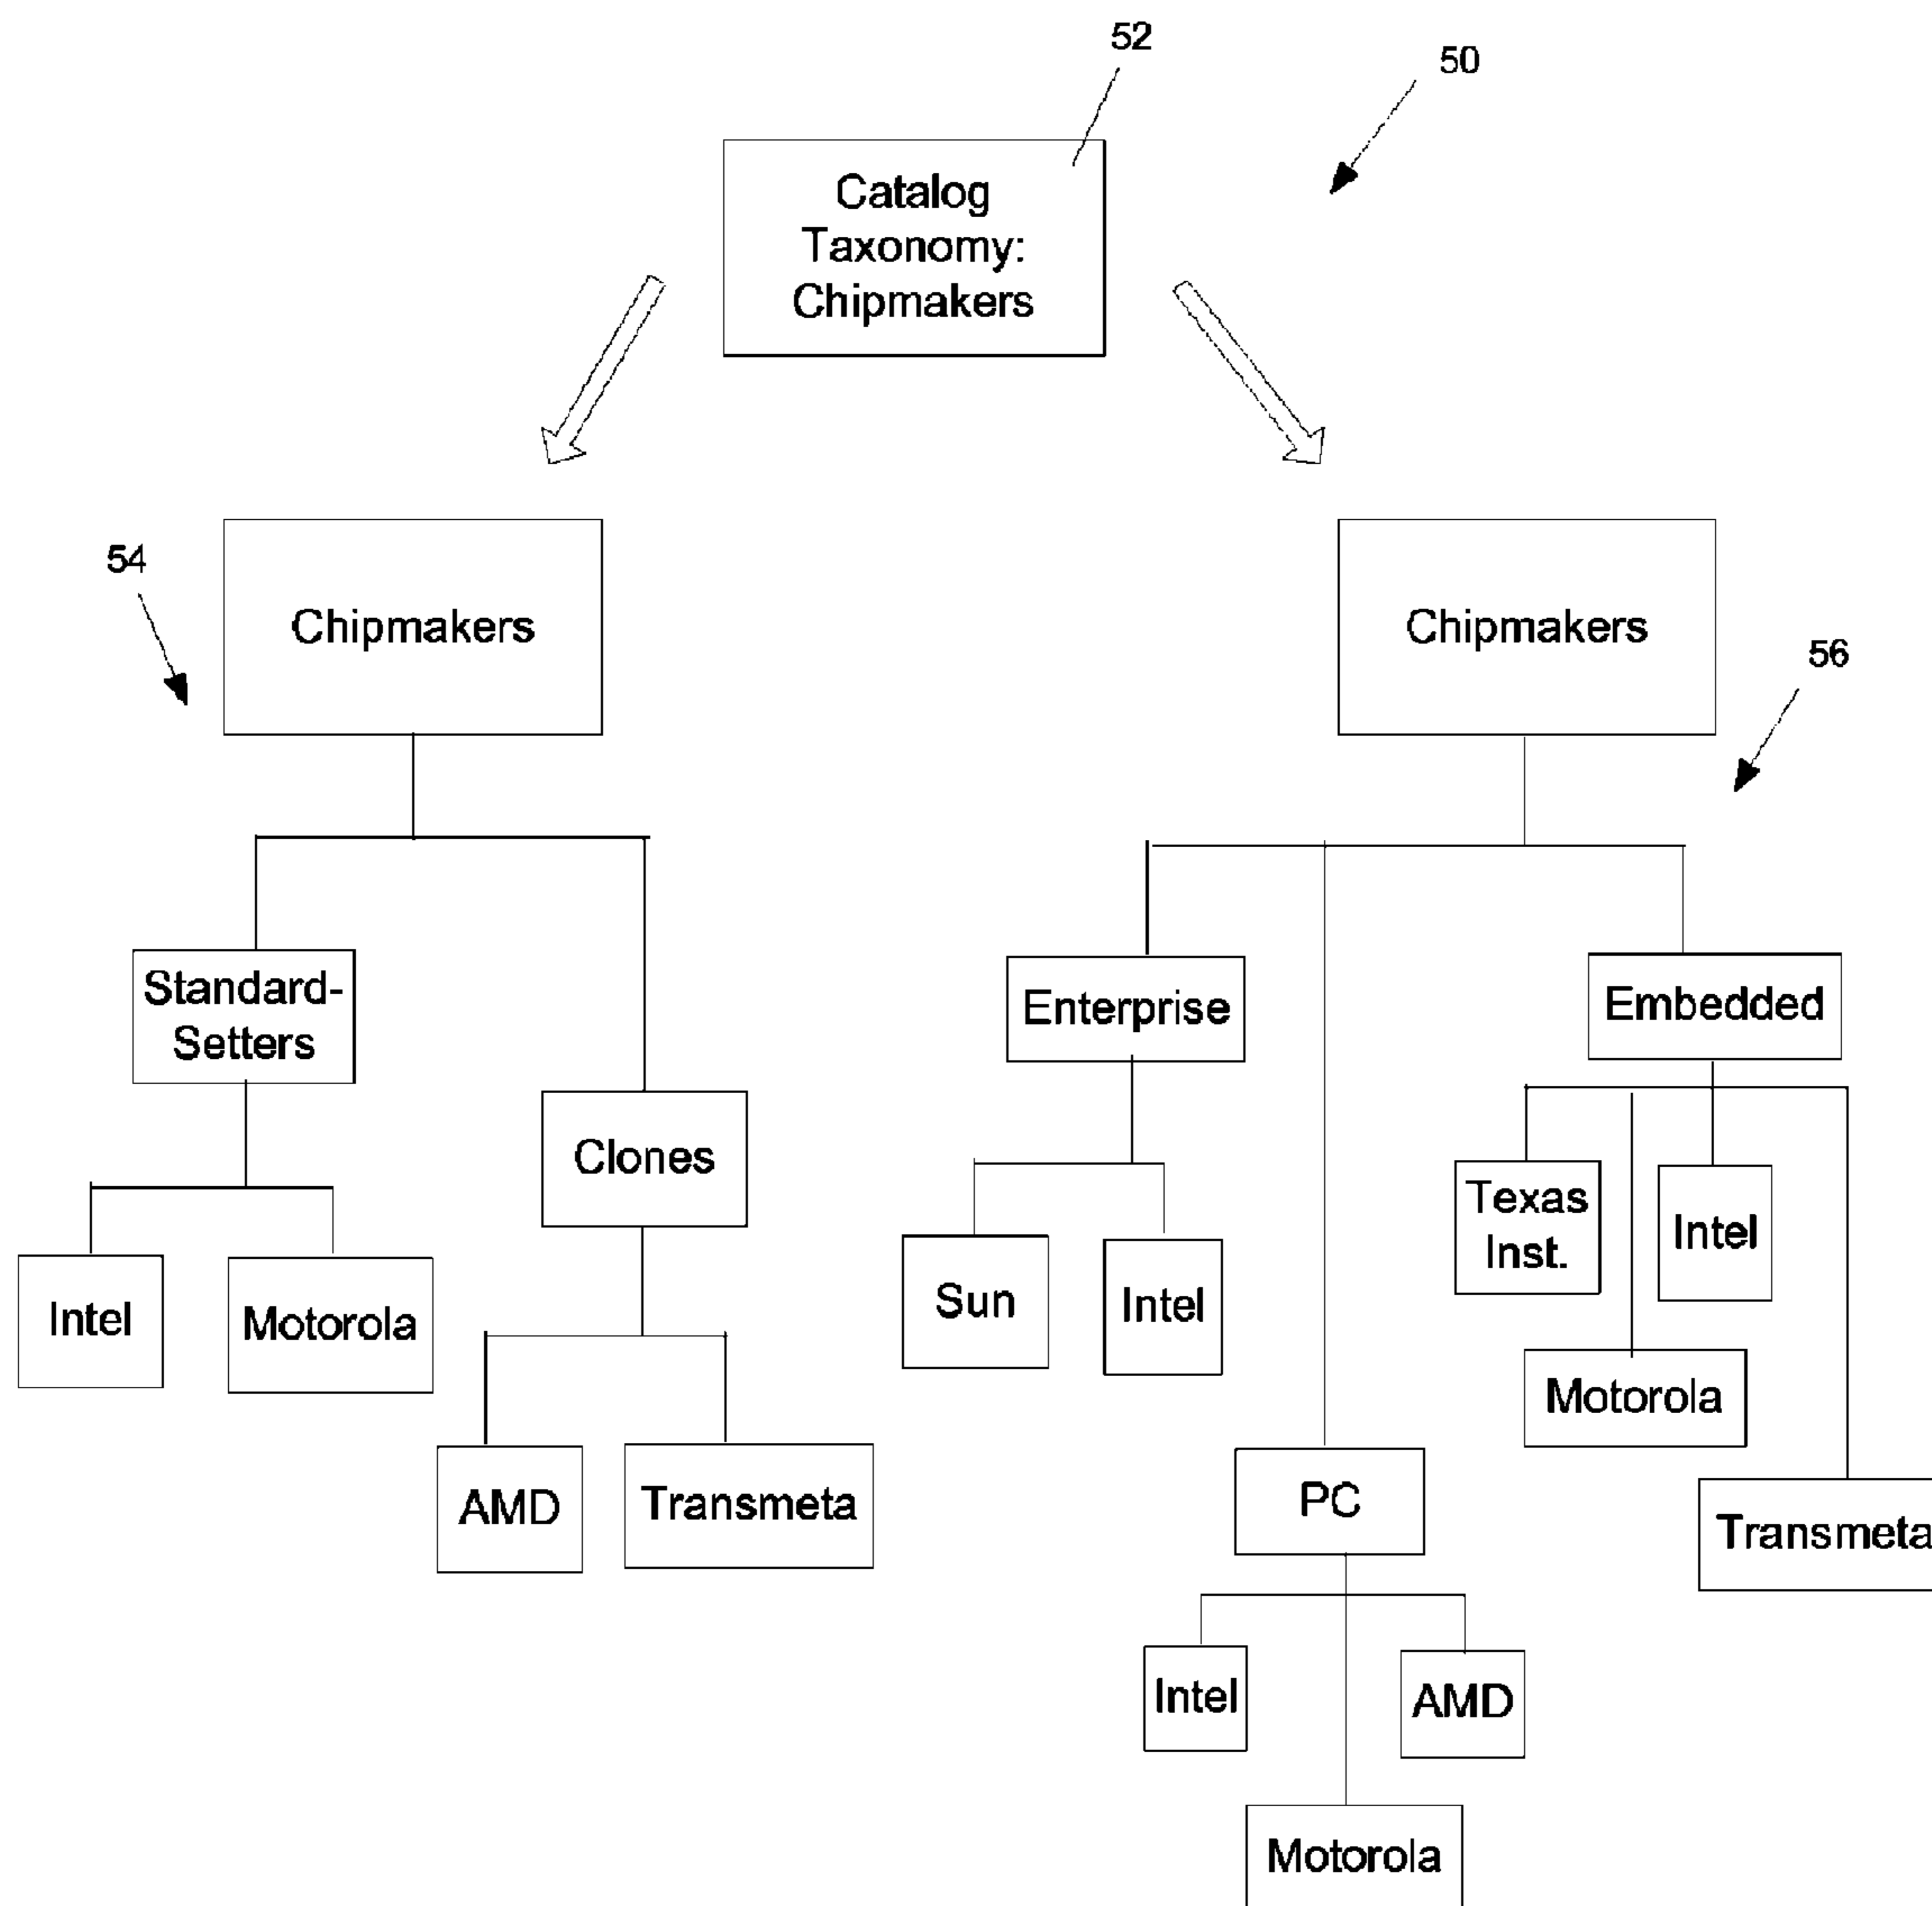 52
50
Catalog
Taxonomy:
Chipmakers
54
Chipmakers
Chipmakers
56
Standard-
Setters
Clones
Intel
Motorola
AMD
Transmeta
Enterprise
Embedded
Sun
Intel
Texas
Inst.
Intel
Motorola
Transmeta
PC
Intel
AMD
Motorola